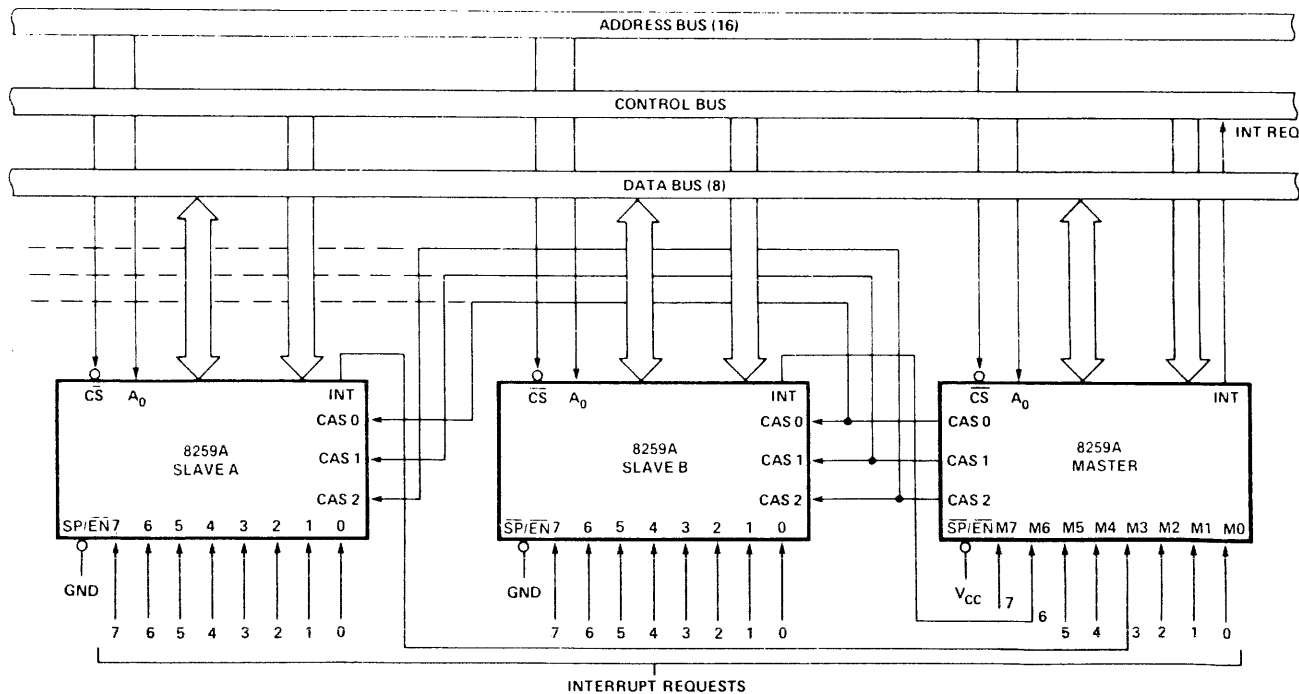 ADDRESS BUS (16)
CONTROL BUS
INT REQ
DATA BUS (8)
CS A0 INT
CAS 0
8259A
SLAVE A
CAS 1
CAS 2
SP/EN 7 6 5 4 3 2 1 0
GND
7 6 5 4 3 2 1 0
CS A0 INT
CAS 0
8259A
SLAVE B
CAS 1
CAS 2
SP/EN 7 6 5 4 3 2 1 0
GND
7 6 5 4 3 2 1 0
CS A0 INT
CAS 0
8259A
MASTER
CAS 1
CAS 2
SP/EN M7 M6 M5 M4 M3 M2 M1 M0
VCC
7 6 5 4 3 2 1 0
INTERRUPT REQUESTS